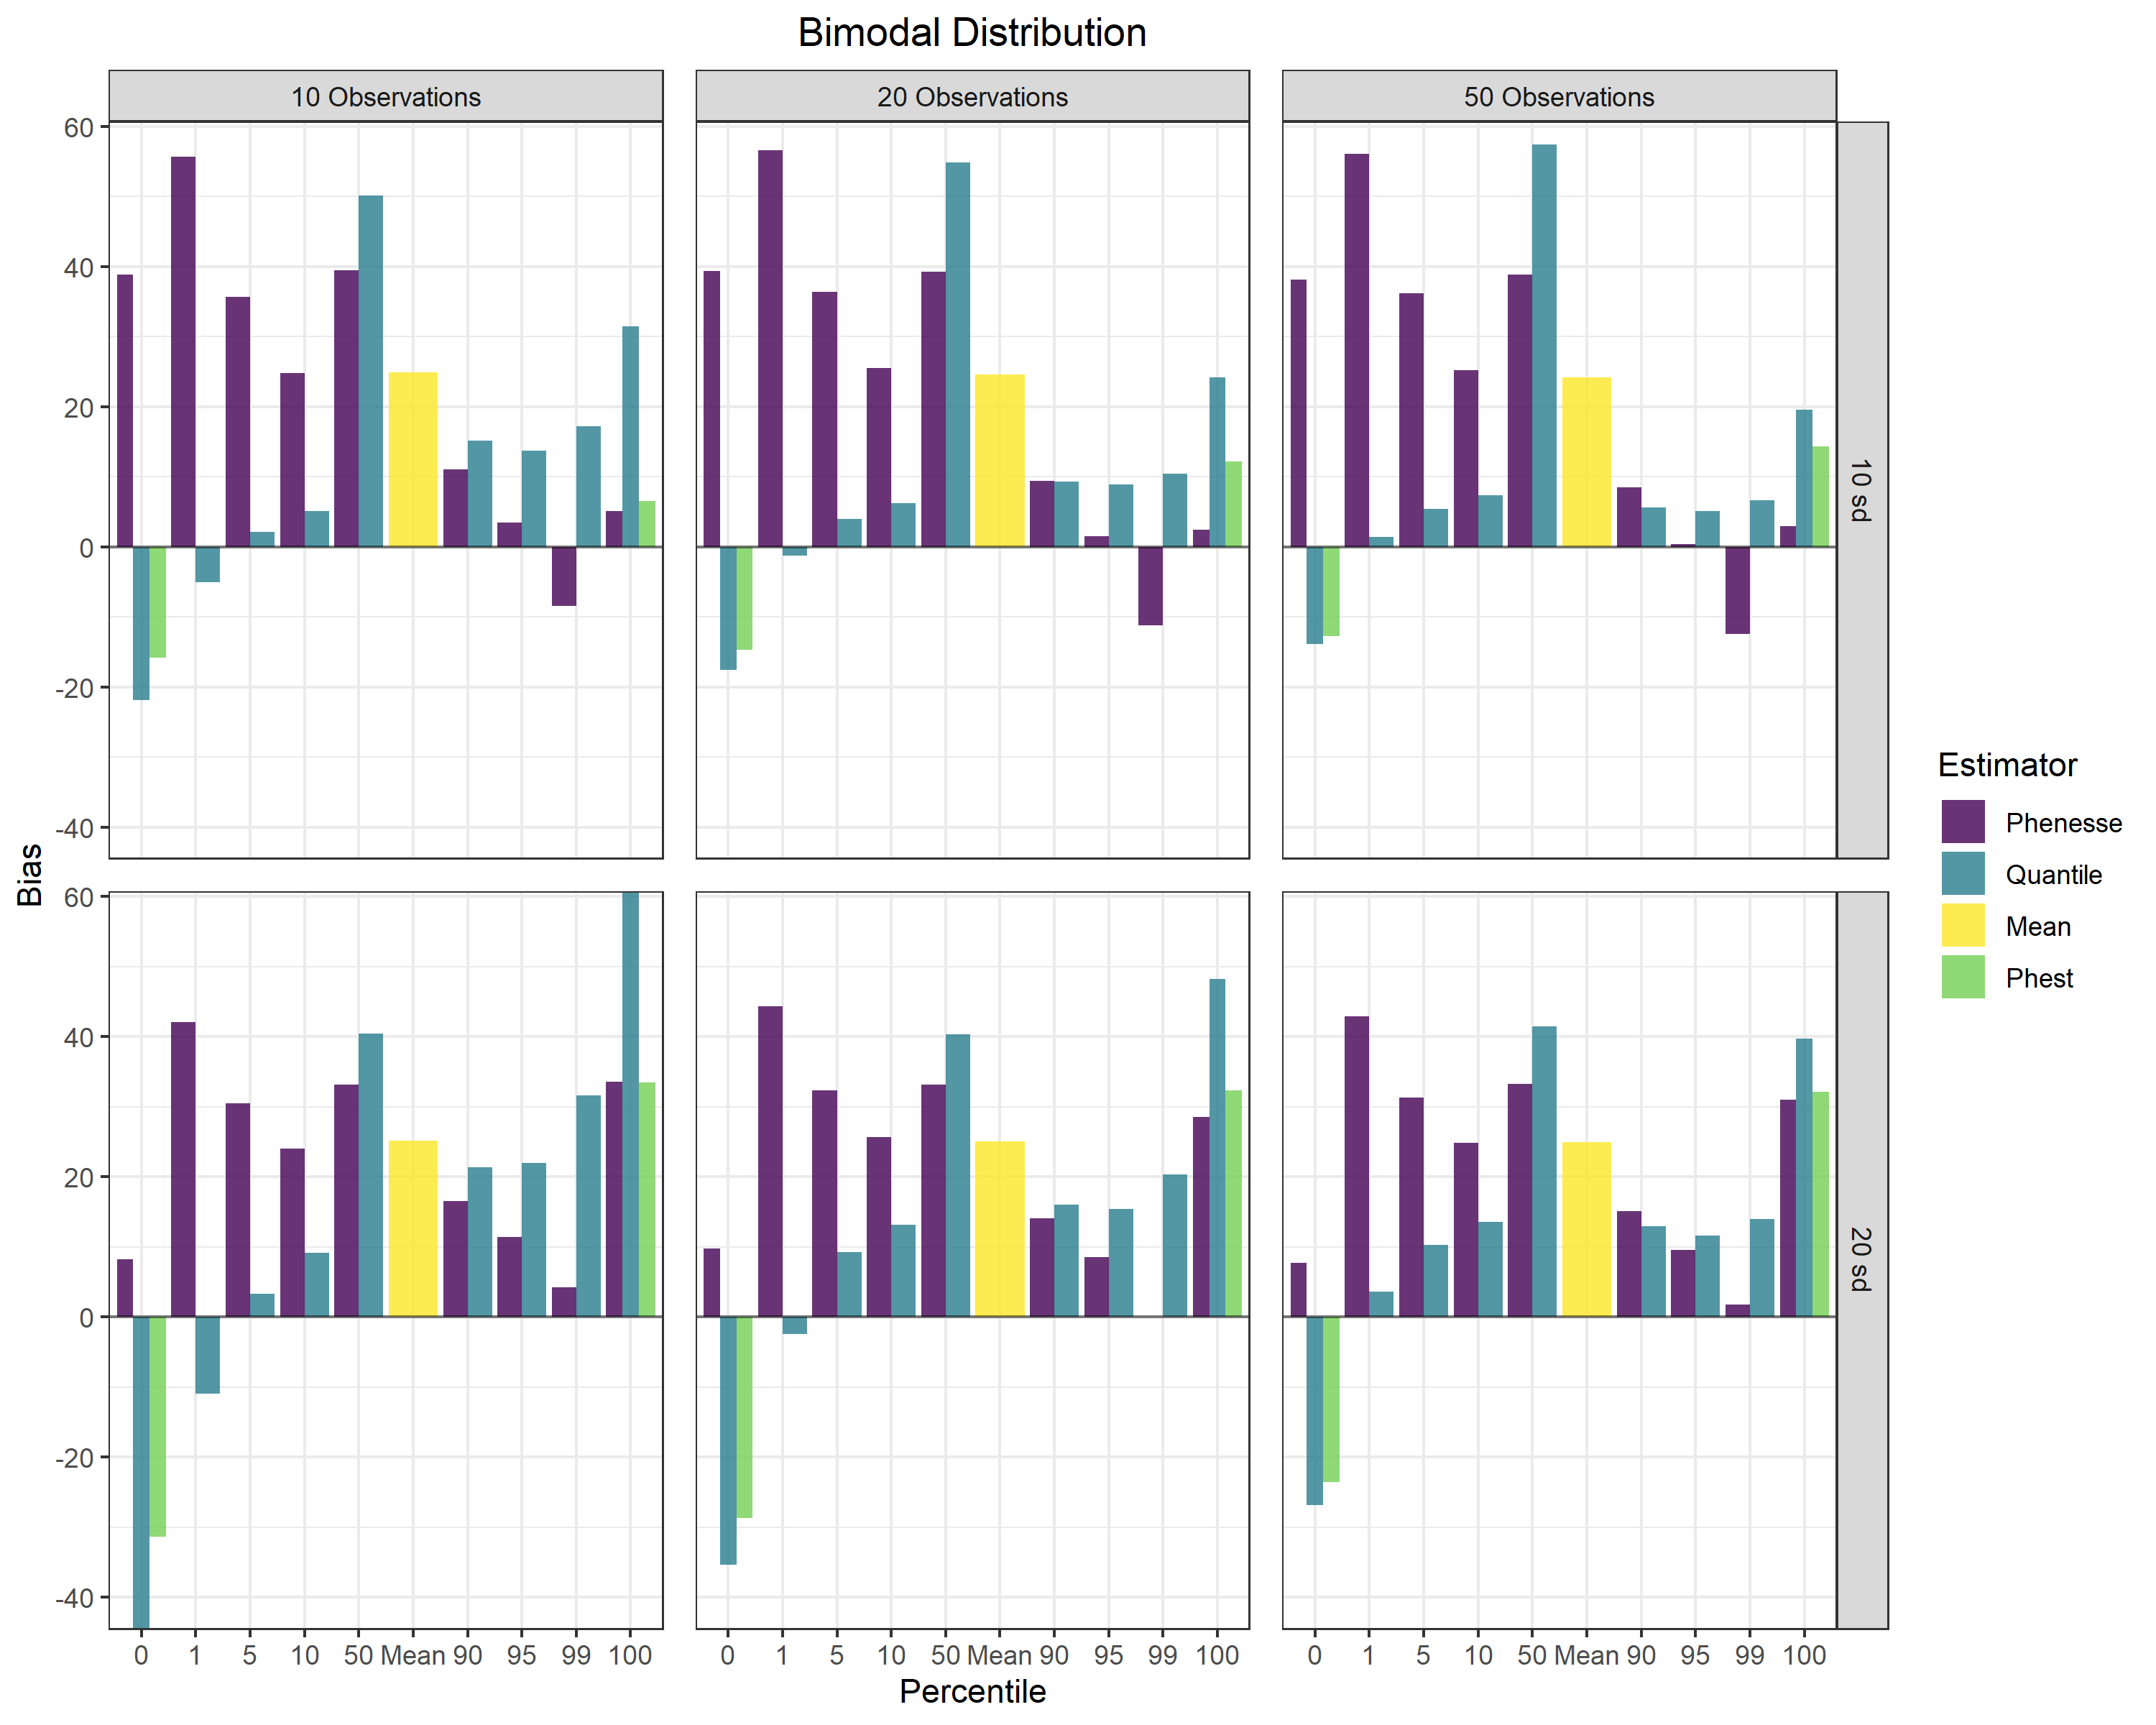 Bimodal Distribution
10 Observations
20 Observations
50 Observations
60
40
20
0
-20
-40
10 sd
60
40
20
0
-20
-40
20 sd
Bias
0 1 5 10 50 Mean 90 95 99 100
0 1 5 10 50 Mean 90 95 99 100
0 1 5 10 50 Mean 90 95 99 100
Percentile
Estimator
Phenesse
Quantile
Mean
Phest